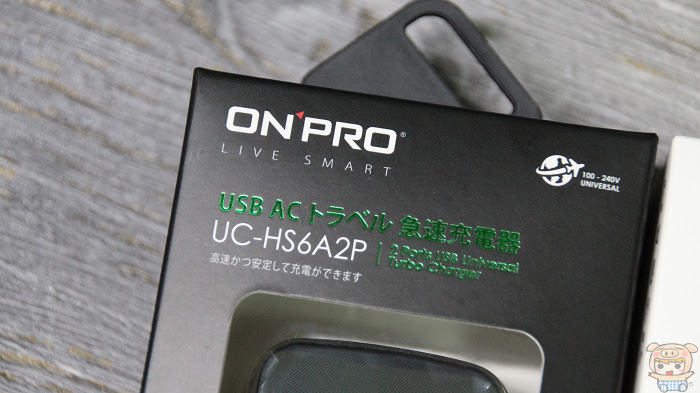 ON'PRO®
LIVE SMART
100 - 240V
UNIVERSAL
USB AC トラベル 急速充電器
UC-HS6A2P
2 Ports USB Universal
Turbo Charger
高速かつ安定して充電ができます